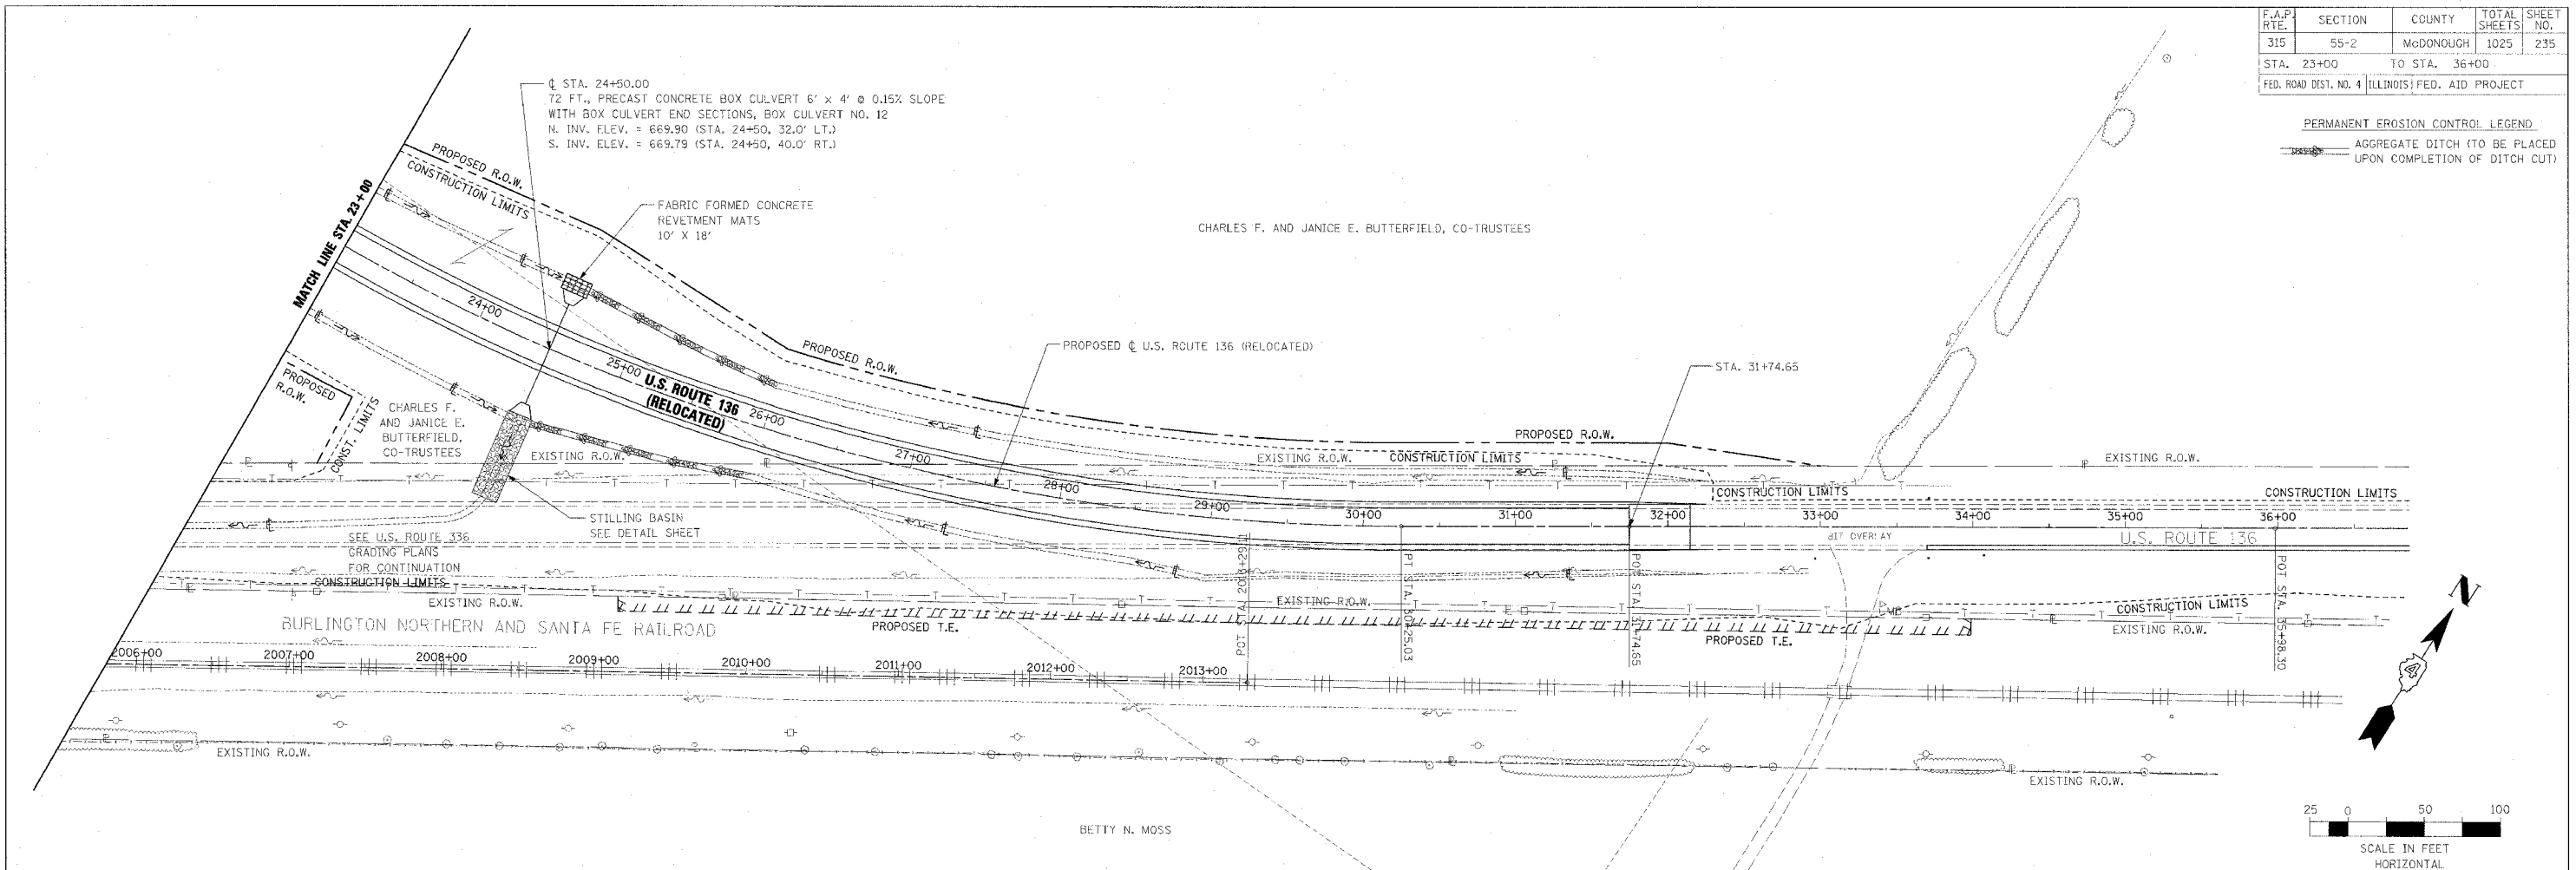 F.A.P. RTE. SECTION COUNTY TOTAL SHEETS SHEET NO.
315 55-2 McDONOUGH 1025 235
STA. 23+00 TO STA. 36+00
FED. ROAD DIST. NO. 4 ILLINOIS FED. AID PROJECT
PERMANENT EROSION CONTROL LEGEND
AGGREGATE DITCH (TO BE PLACED
UPON COMPLETION OF DITCH CUT)
℄ STA. 24+50.00
72 FT., PRECAST CONCRETE BOX CULVERT 6' x 4' @ 0.15% SLOPE
WITH BOX CULVERT END SECTIONS, BOX CULVERT NO. 12
N. INV. ELEV. = 669.90 (STA. 24+50, 32.0' LT.)
S. INV. ELEV. = 669.79 (STA. 24+50, 40.0' RT.)
PROPOSED R.O.W.
CONSTRUCTION LIMITS
MATCH LINE STA. 23+00
FABRIC FORMED CONCRETE
REVETMENT MATS
10' X 18'
CHARLES F. AND JANICE E. BUTTERFIELD, CO-TRUSTEES
24+00
25+00
U.S. ROUTE 136
(RELOCATED)
26+00
27+00
28+00
29+00
30+00
31+00
32+00
33+00
34+00
35+00
36+00
PROPOSED R.O.W.
PROPOSED ℄ U.S. ROUTE 136 (RELOCATED)
STA. 31+74.65
PROPOSED
R.O.W.
CONST. LIMITS
CHARLES F.
AND JANICE E.
BUTTERFIELD,
CO-TRUSTEES
EXISTING R.O.W.
PROPOSED R.O.W.
EXISTING R.O.W.
CONSTRUCTION LIMITS
EXISTING R.O.W.
CONSTRUCTION LIMITS
CONSTRUCTION LIMITS
STILLING BASIN
SEE DETAIL SHEET
SEE U.S. ROUTE 336
GRADING PLANS
FOR CONTINUATION
CONSTRUCTION LIMITS
EXISTING R.O.W.
BIT OVERLAY
U.S. ROUTE 136
PT STA. 30+25.03
POT STA. 31+74.65
POT STA. 35+98.30
EXISTING R.O.W.
MB
CONSTRUCTION LIMITS
EXISTING R.O.W.
BURLINGTON NORTHERN AND SANTA FE RAILROAD
PROPOSED T.E.
PROPOSED T.E.
2006+00
2007+00
2008+00
2009+00
2010+00
2011+00
2012+00
2013+00
EXISTING R.O.W.
EXISTING R.O.W.
BETTY N. MOSS
N
4
25 0 50 100
SCALE IN FEET
HORIZONTAL